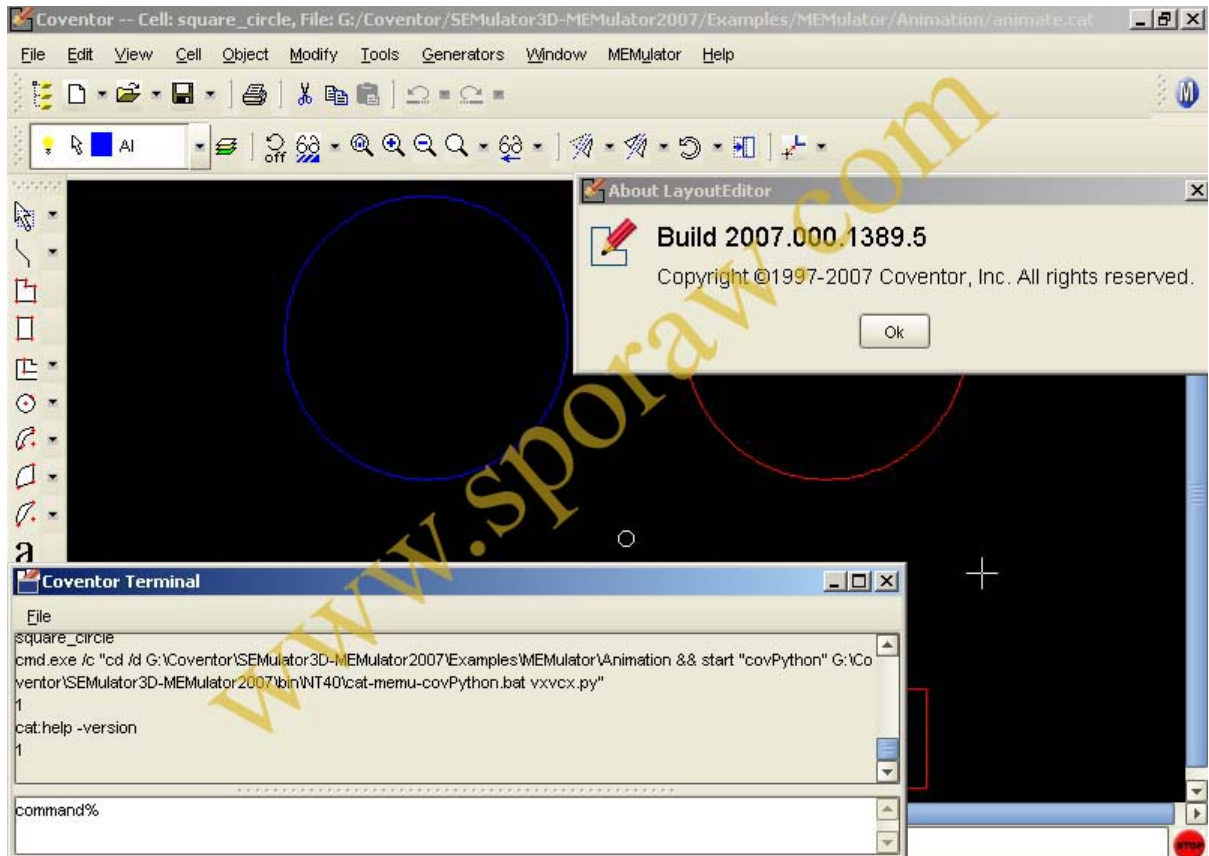 Coventor -- Cell: square_circle, File: G:/Coventor/SEMulator3D-MEMulator2007/Examples/MEMulator/Animation/animate.cat
File Edit View Cell Object Modify Tools Generators Window MEMulator Help
M
Al
off
About LayoutEditor
Build 2007.000.1389.5
Copyright ©1997-2007 Coventor, Inc. All rights reserved.
Ok
a
www.sporaw.com
Coventor Terminal
File
square_circle
cmd.exe /c "cd /d G:\Coventor\SEMulator3D-MEMulator2007\Examples\MEMulator\Animation && start "covPython" G:\Co
ventor\SEMulator3D-MEMulator2007\bin\NT40\cat-memu-covPython.bat vxvcx.py"
1
cat:help -version
1
command%
STOP